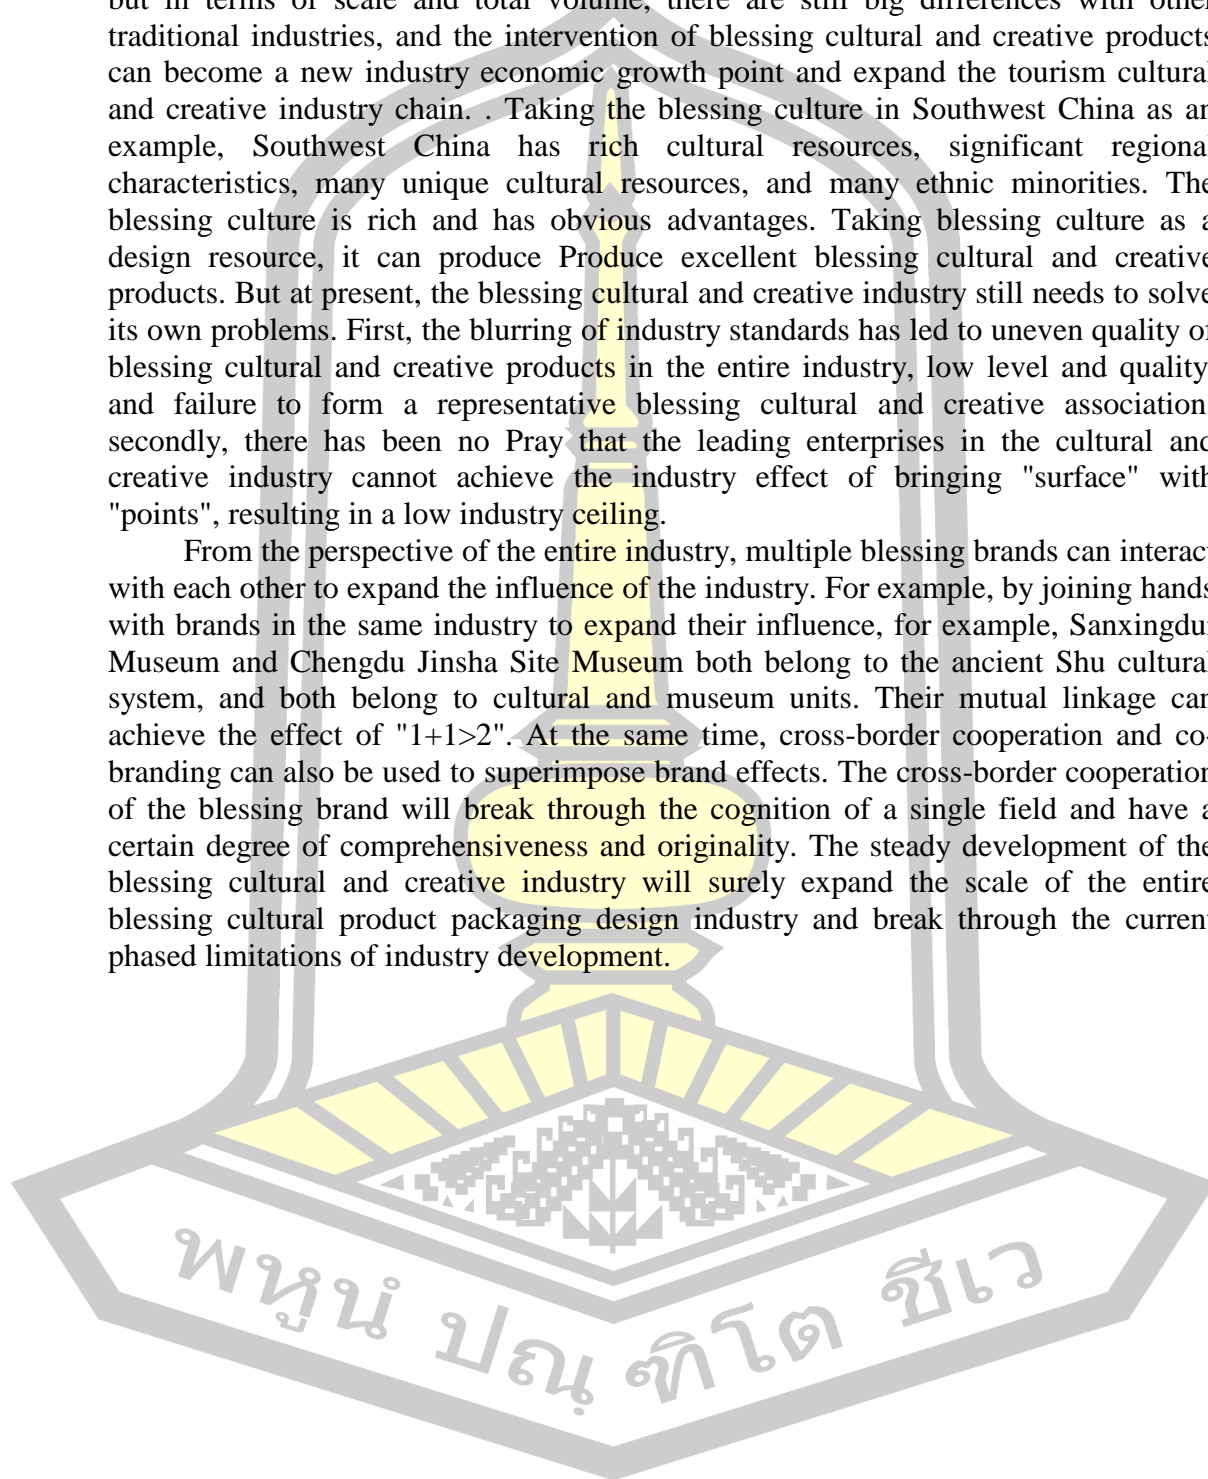 but in terms of scale and total volume, there are still big differences with other
traditional industries, and the intervention of blessing cultural and creative products
can become a new industry economic growth point and expand the tourism cultural
and creative industry chain. . Taking the blessing culture in Southwest China as an
example, Southwest China has rich cultural resources, significant regional
characteristics, many unique cultural resources, and many ethnic minorities. The
blessing culture is rich and has obvious advantages. Taking blessing culture as a
design resource, it can produce Produce excellent blessing cultural and creative
products. But at present, the blessing cultural and creative industry still needs to solve
its own problems. First, the blurring of industry standards has led to uneven quality of
blessing cultural and creative products in the entire industry, low level and quality
and failure to form a representative blessing cultural and creative association
secondly, there has been no Pray that the leading enterprises in the cultural and
creative industry cannot achieve the industry effect of bringing "surface" with
"points", resulting in a low industry ceiling.
From the perspective of the entire industry, multiple blessing brands can interact
with each other to expand the influence of the industry. For example, by joining hands
with brands in the same industry to expand their influence, for example, Sanxingdui
Museum and Chengdu Jinsha Site Museum both belong to the ancient Shu cultural
system, and both belong to cultural and museum units. Their mutual linkage can
achieve the effect of "1+1>2". At the same time, cross-border cooperation and co-
branding can also be used to superimpose brand effects. The cross-border cooperation
of the blessing brand will break through the cognition of a single field and have a
certain degree of comprehensiveness and originality. The steady development of the
blessing cultural and creative industry will surely expand the scale of the entire
blessing cultural product packaging design industry and break through the current
phased limitations of industry development.
พหูนํ ปณฺฑิโต ชีเว